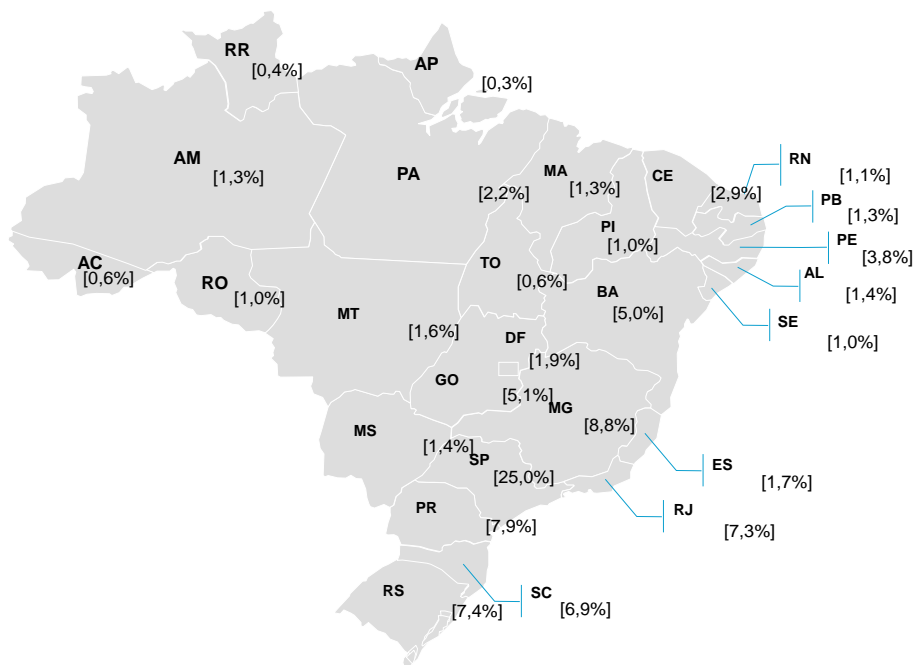 RR
[0,4%]
AP
[0,3%]
AM
[1,3%]
PA
[2,2%]
MA
[1,3%]
CE
[2,9%]
RN
[1,1%]
PB
[1,3%]
PI
[1,0%]
PE
[3,8%]
AC
[0,6%]
RO
[1,0%]
TO
[0,6%]
AL
[1,4%]
BA
[5,0%]
SE
[1,0%]
MT
[1,6%]
DF
[1,9%]
GO
[5,1%]
MG
[8,8%]
MS
[1,4%]
SP
[25,0%]
ES
[1,7%]
RJ
[7,3%]
PR
[7,9%]
RS
[7,4%]
SC
[6,9%]